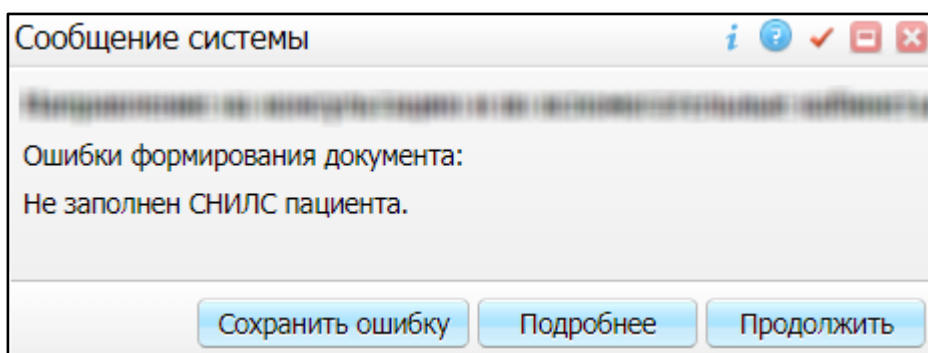 Сообщение системы
Ошибки формирования документа:
Не заполнен СНИЛС пациента.
Сохранить ошибку
Подробнее
Продолжить